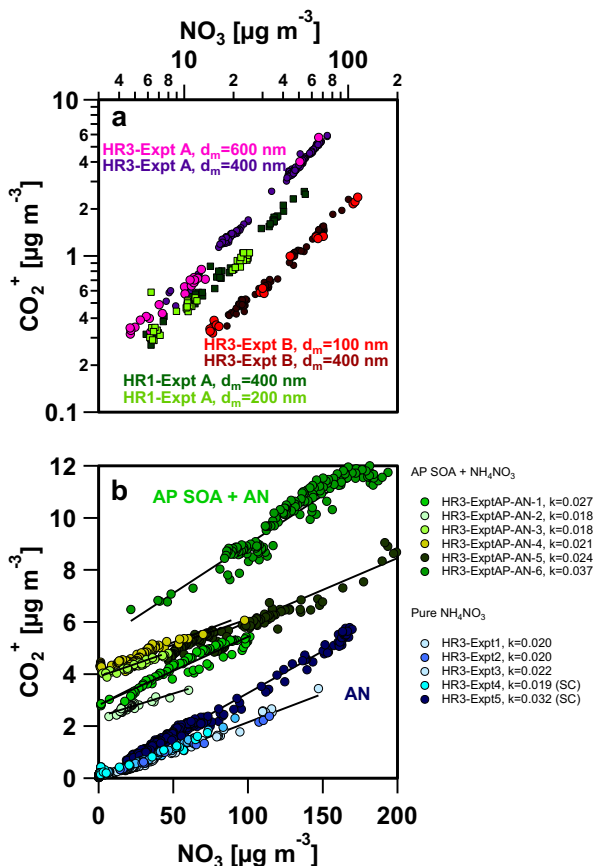 NO₃ [µg m⁻³]
4 6 8 10 2 4 6 8 100 2
a
10
8
6
4
2
1
8
6
4
2
0.1
CO₂⁺ [µg m⁻³]
HR3-Expt A, dₘ=600 nm
HR3-Expt A, dₘ=400 nm
HR3-Expt B, dₘ=100 nm
HR3-Expt B, dₘ=400 nm
HR1-Expt A, dₘ=400 nm
HR1-Expt A, dₘ=200 nm
b
AP SOA + AN
AN
12
10
8
6
4
2
0
CO₂⁺ [µg m⁻³]
0 50 100 150 200
NO₃ [µg m⁻³]
AP SOA + NH₄NO₃
HR3-ExptAP-AN-1, k=0.027
HR3-ExptAP-AN-2, k=0.018
HR3-ExptAP-AN-3, k=0.018
HR3-ExptAP-AN-4, k=0.021
HR3-ExptAP-AN-5, k=0.024
HR3-ExptAP-AN-6, k=0.037
Pure NH₄NO₃
HR3-Expt1, k=0.020
HR3-Expt2, k=0.020
HR3-Expt3, k=0.022
HR3-Expt4, k=0.019 (SC)
HR3-Expt5, k=0.032 (SC)